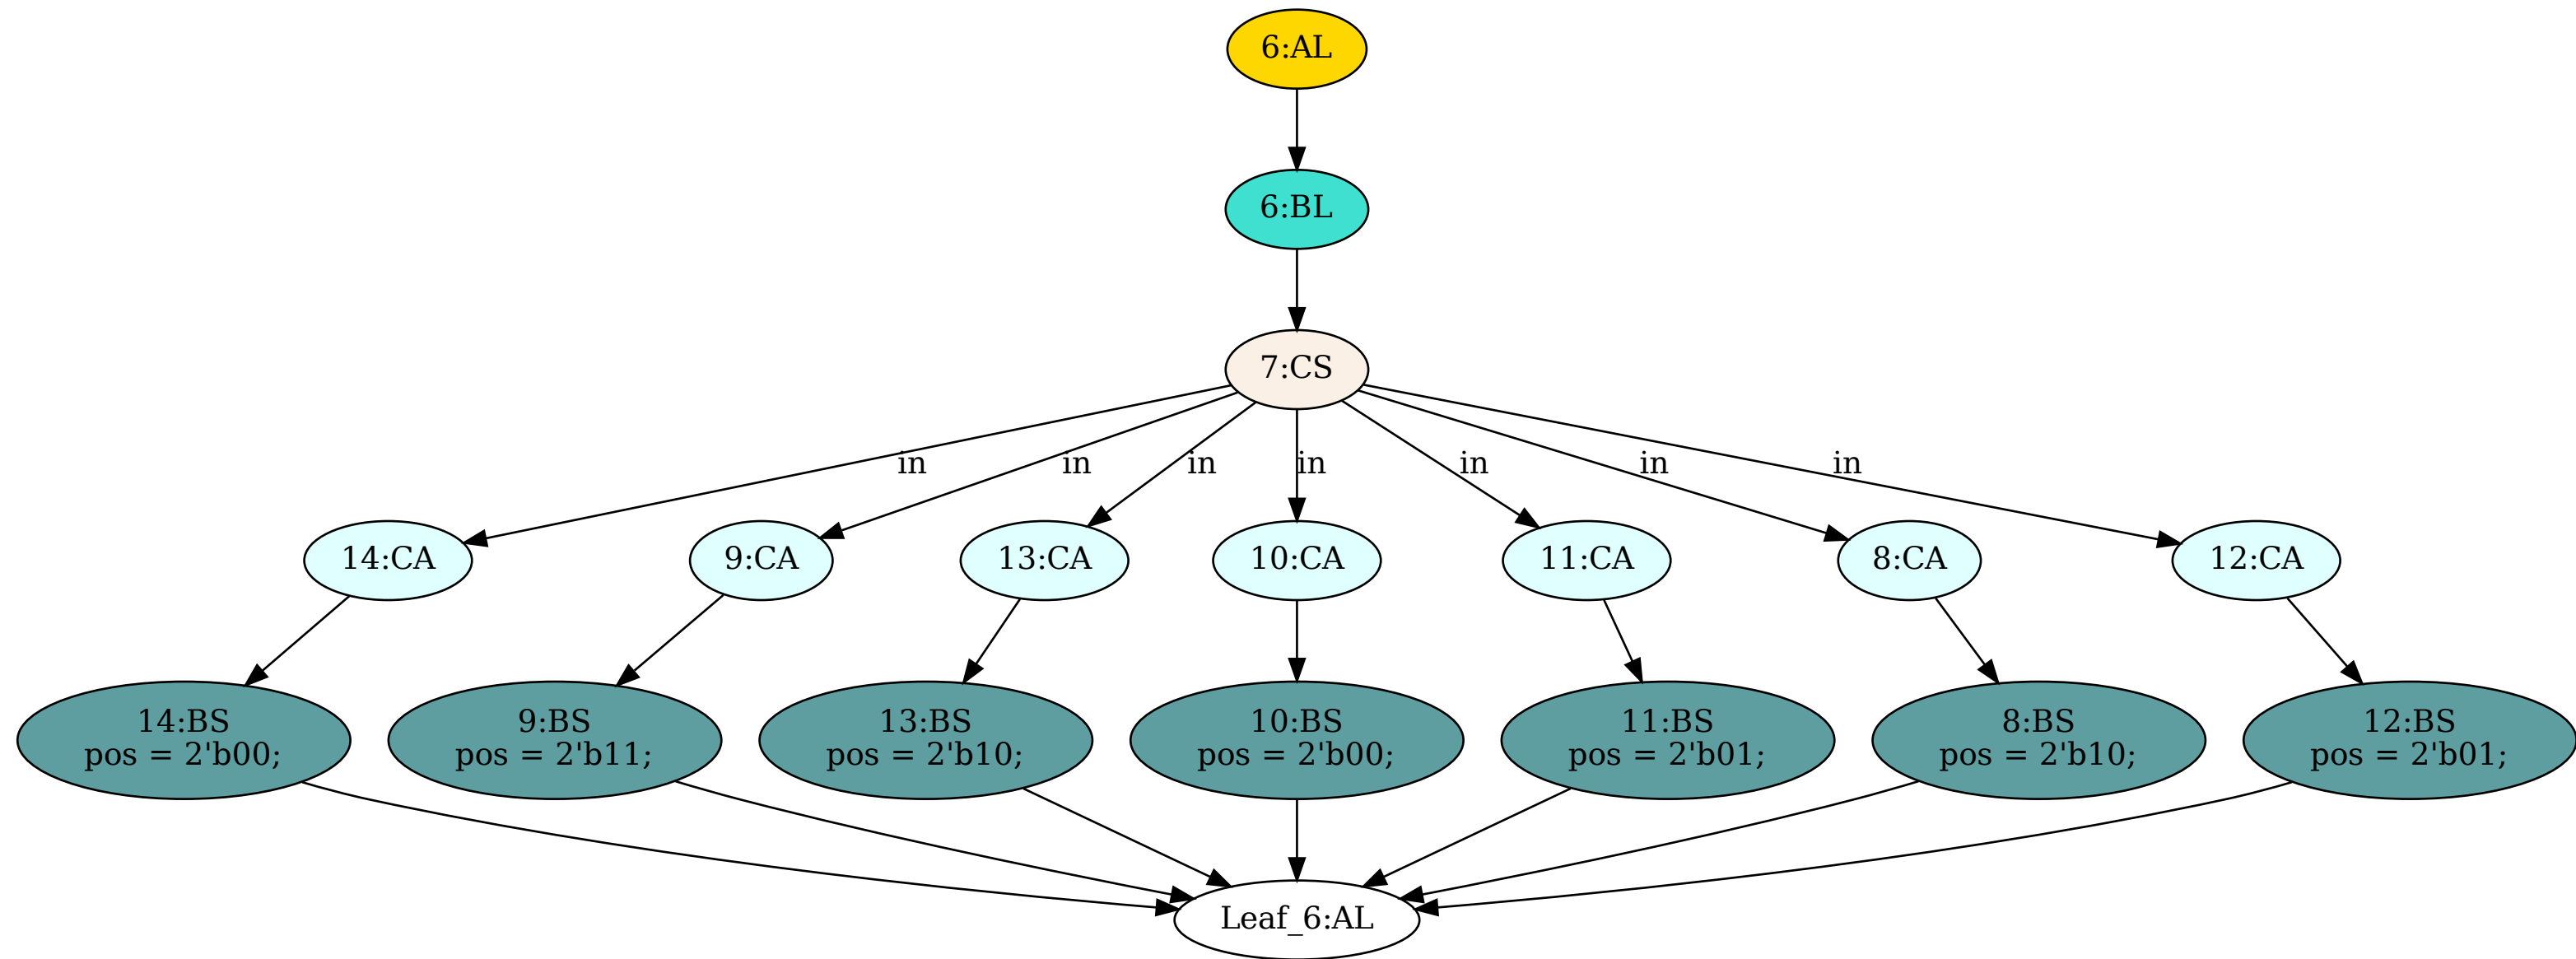 6:AL
6:BL
7:CS
in
in
in
in
in
in
in
14:CA
9:CA
13:CA
10:CA
11:CA
8:CA
12:CA
14:BS
pos = 2'b00;
9:BS
pos = 2'b11;
13:BS
pos = 2'b10;
10:BS
pos = 2'b00;
11:BS
pos = 2'b01;
8:BS
pos = 2'b10;
12:BS
pos = 2'b01;
Leaf_6:AL